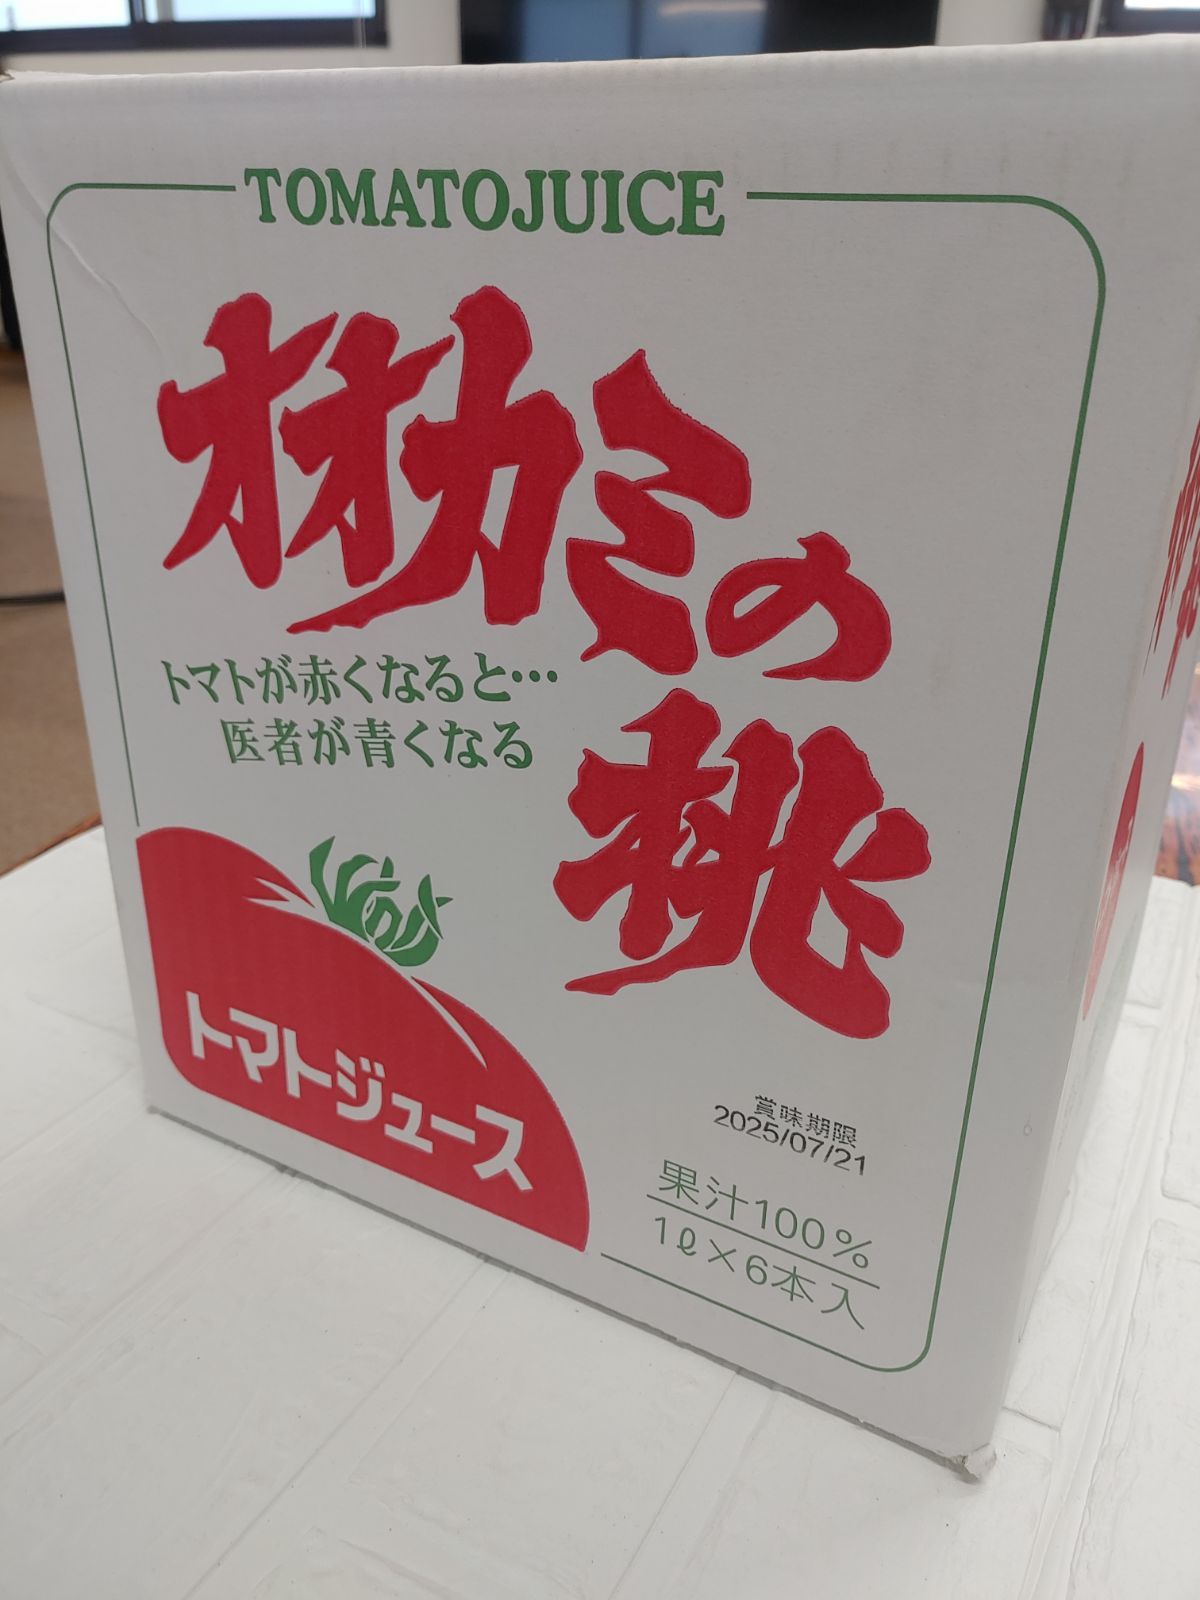 TOMATOJUICE
オオカミの
桃
トマトが赤くなると…
医者が青くなる
トマトジュース
賞味期限
2025/07/21
果汁100%
1ℓ×6本入